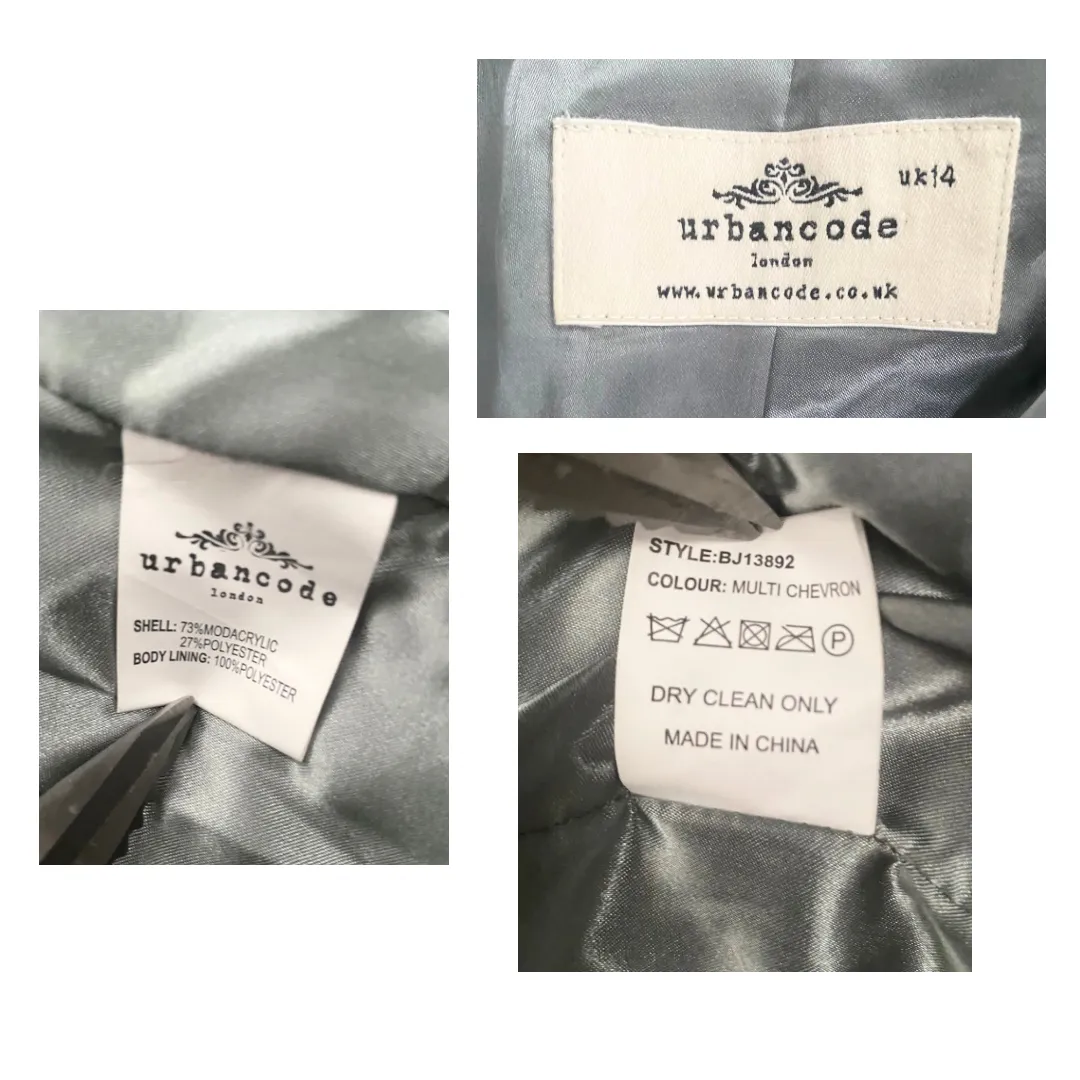 uk14
urbancode
london
www.urbancode.co.uk
urbancode
london
SHELL: 73%MODACRYLIC
27%POLYESTER
BODY LINING: 100%POLYESTER
STYLE:BJ13892
COLOUR: MULTI CHEVRON
P
DRY CLEAN ONLY
MADE IN CHINA